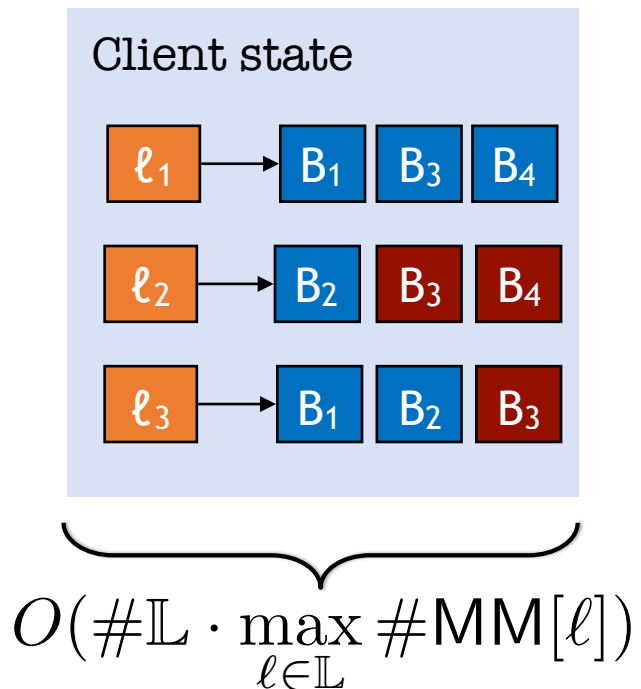 Client state
ℓ₁ B₁ B₃ B₄
ℓ₂ B₂ B₃ B₄
ℓ₃ B₁ B₂ B₃
O(#𝕃 · max #MM[ℓ])
ℓ∈𝕃